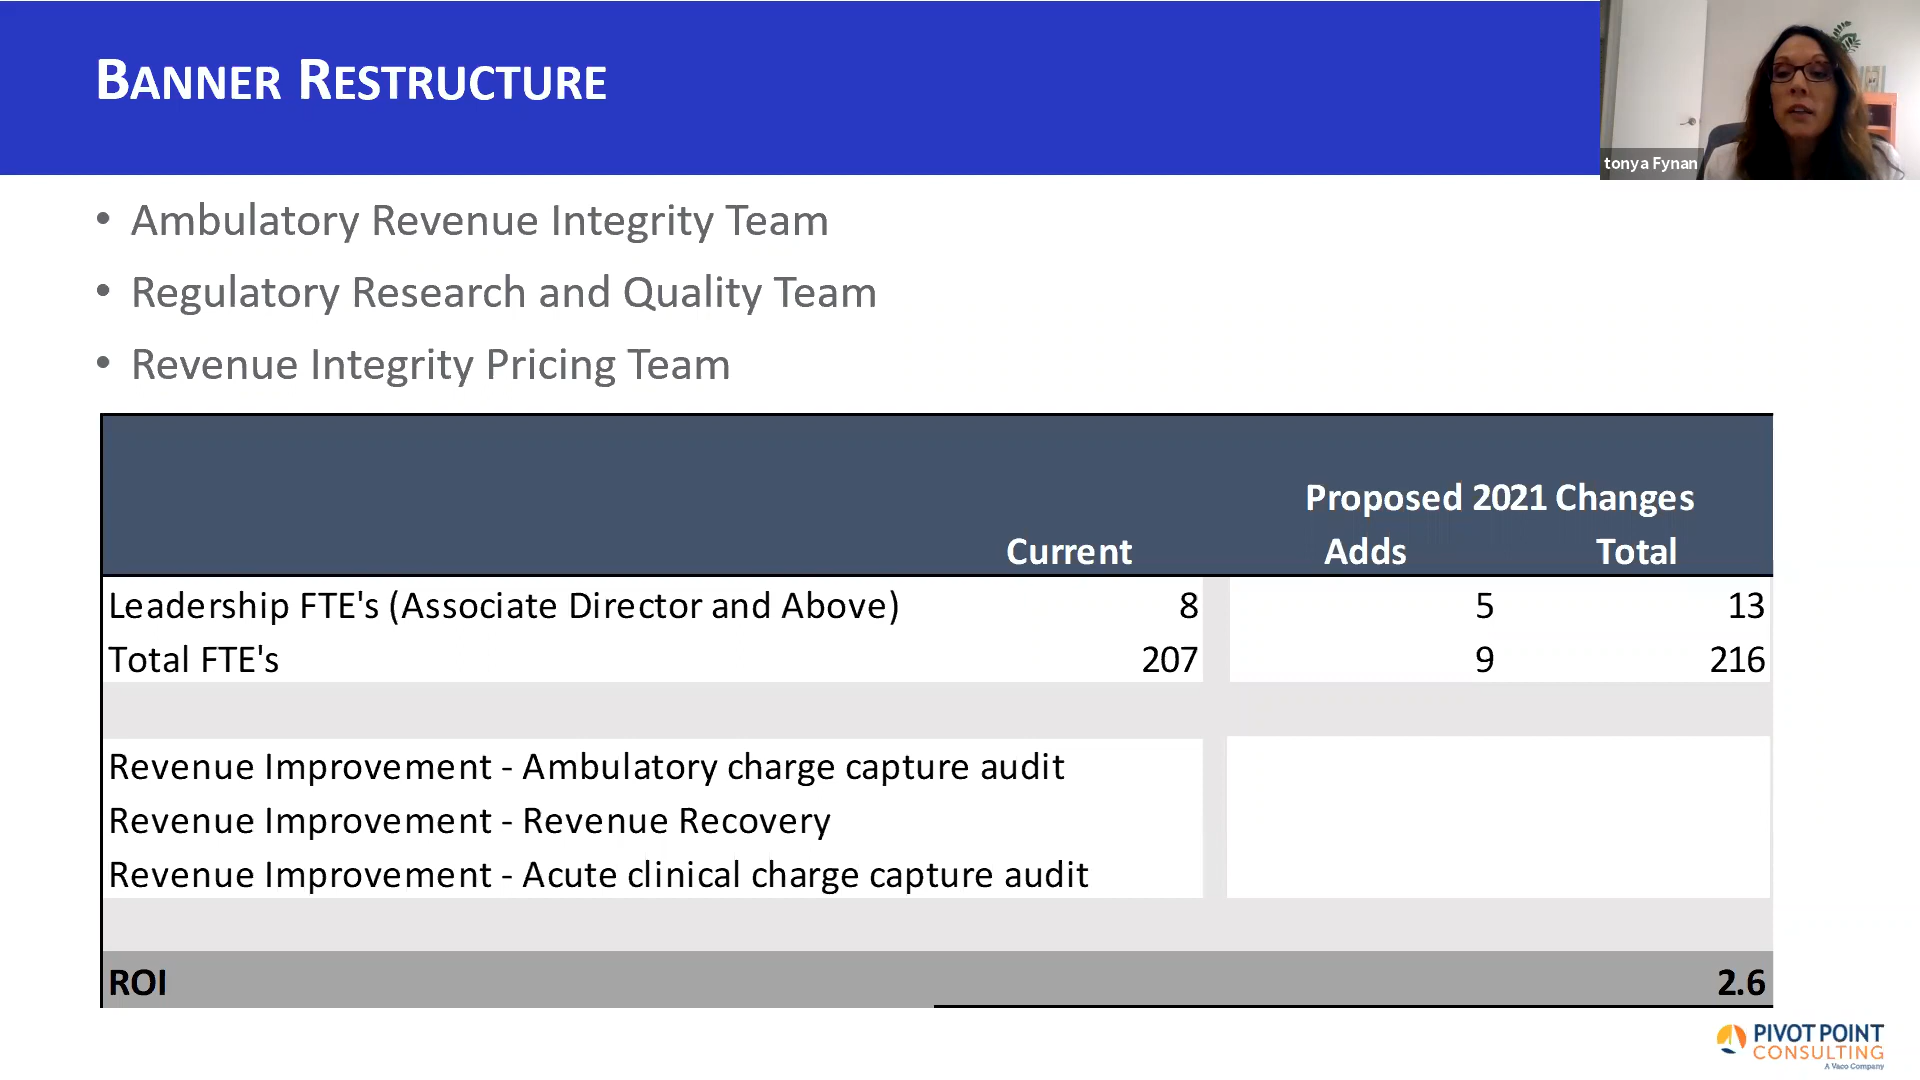 BANNER RESTRUCTURE
tonya Fynan
• Ambulatory Revenue Integrity Team
• Regulatory Research and Quality Team
• Revenue Integrity Pricing Team
Proposed 2021 Changes
Current Adds Total
Leadership FTE's (Associate Director and Above) 8 5 13
Total FTE's 207 9 216
Revenue Improvement - Ambulatory charge capture audit
Revenue Improvement - Revenue Recovery
Revenue Improvement - Acute clinical charge capture audit
ROI 2.6
PIVOT POINT
CONSULTING
A Vaco Company